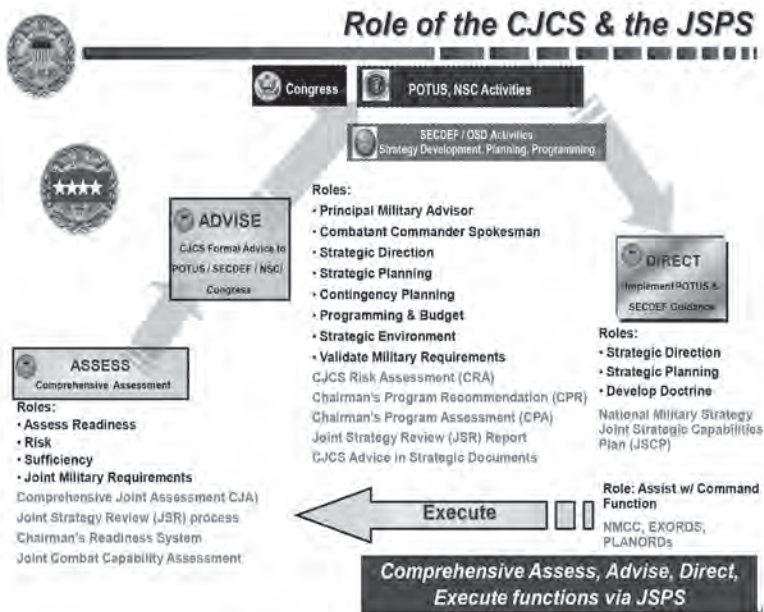 Role of the CJCS & the JSPS
Congress
POTUS, NSC Activities
SECDEF / OSD Activities
Strategy Development, Planning, Programming
ADVISE
CJCS Formal Advice to
POTUS / SECDEF / NSC/
Congress
Roles:
• Principal Military Advisor
• Combatant Commander Spokesman
• Strategic Direction
• Strategic Planning
• Contingency Planning
• Programming & Budget
• Strategic Environment
• Validate Military Requirements
CJCS Risk Assessment (CRA)
Chairman's Program Recommendation (CPR)
Chairman's Program Assessment (CPA)
Joint Strategy Review (JSR) Report
CJCS Advice in Strategic Documents
DIRECT
Implement POTUS &
SECDEF Guidance
Roles:
• Strategic Direction
• Strategic Planning
• Develop Doctrine
National Military Strategy
Joint Strategic Capabilities
Plan (JSCP)
ASSESS
Comprehensive Assessment
Roles:
• Assess Readiness
• Risk
• Sufficiency
• Joint Military Requirements
Comprehensive Joint Assessment CJA)
Joint Strategy Review (JSR) process
Chairman's Readiness System
Joint Combat Capability Assessment
Execute
Role: Assist w/ Command
Function
NMCC, EXORDS,
PLANORDs
Comprehensive Assess, Advise, Direct,
Execute functions via JSPS